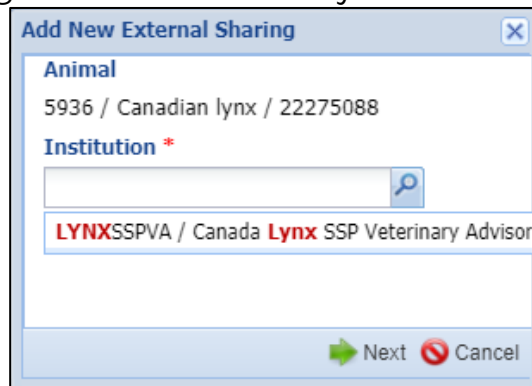 Add New External Sharing
Animal
5936 / Canadian lynx / 22275088
Institution *
LYNXSSPVA / Canada Lynx SSP Veterinary Advisor
Next Cancel